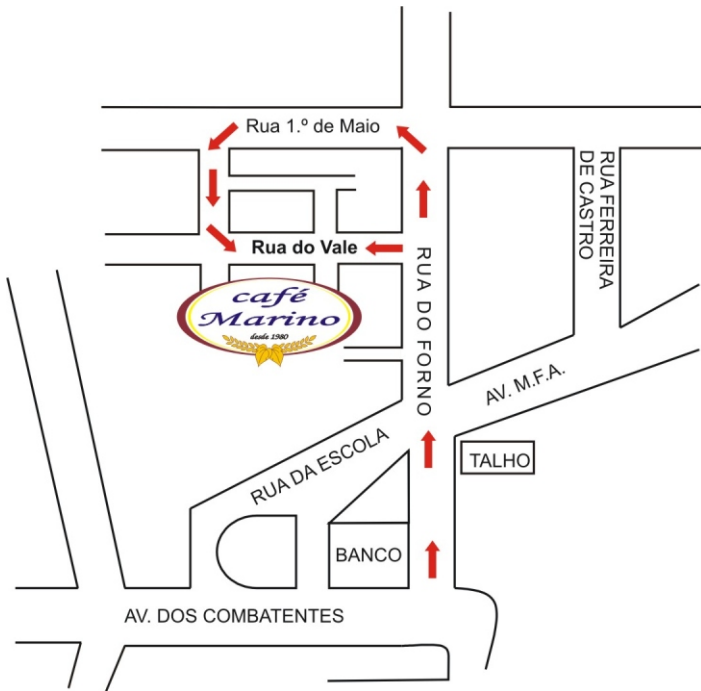 Rua 1.º de Maio
RUA FERREIRA
DE CASTRO
Rua do Vale
café
Marino
desde 1980
RUA DO FORNO
AV. M.F.A.
RUA DA ESCOLA
TALHO
BANCO
AV. DOS COMBATENTES